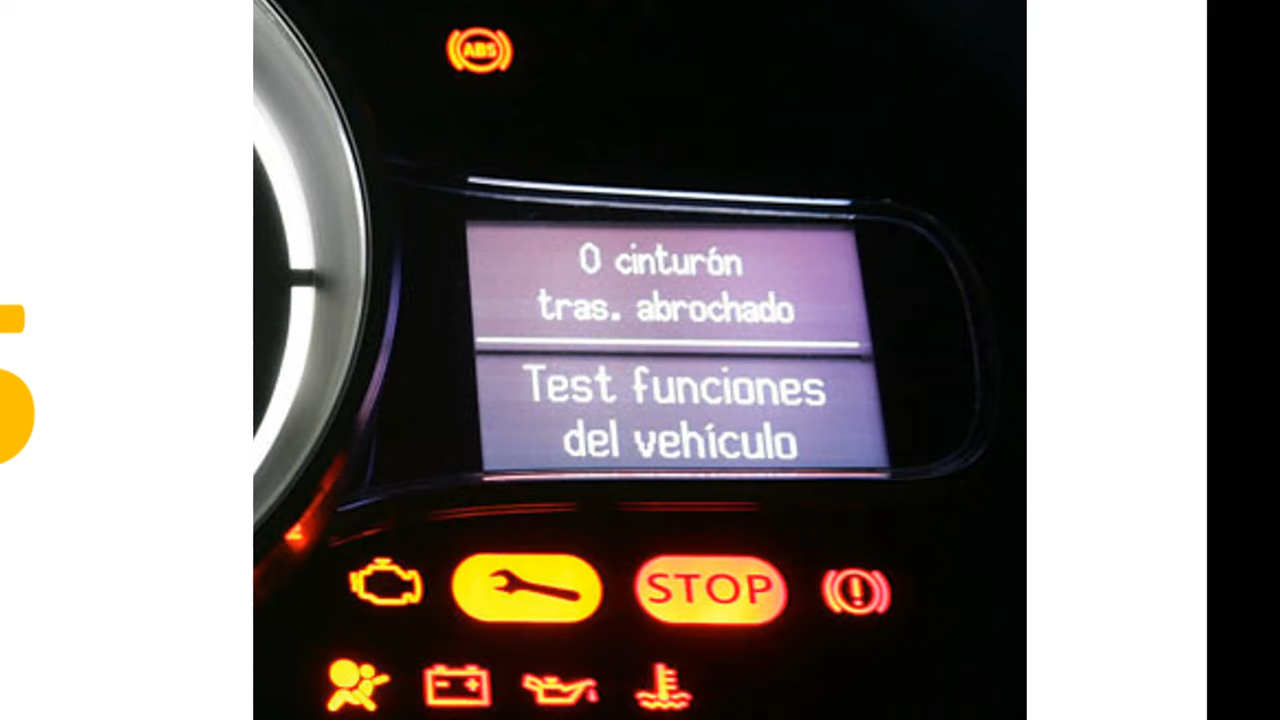 ABS
0 cinturón
tras. abrochado
Test funciones
del vehículo
STOP